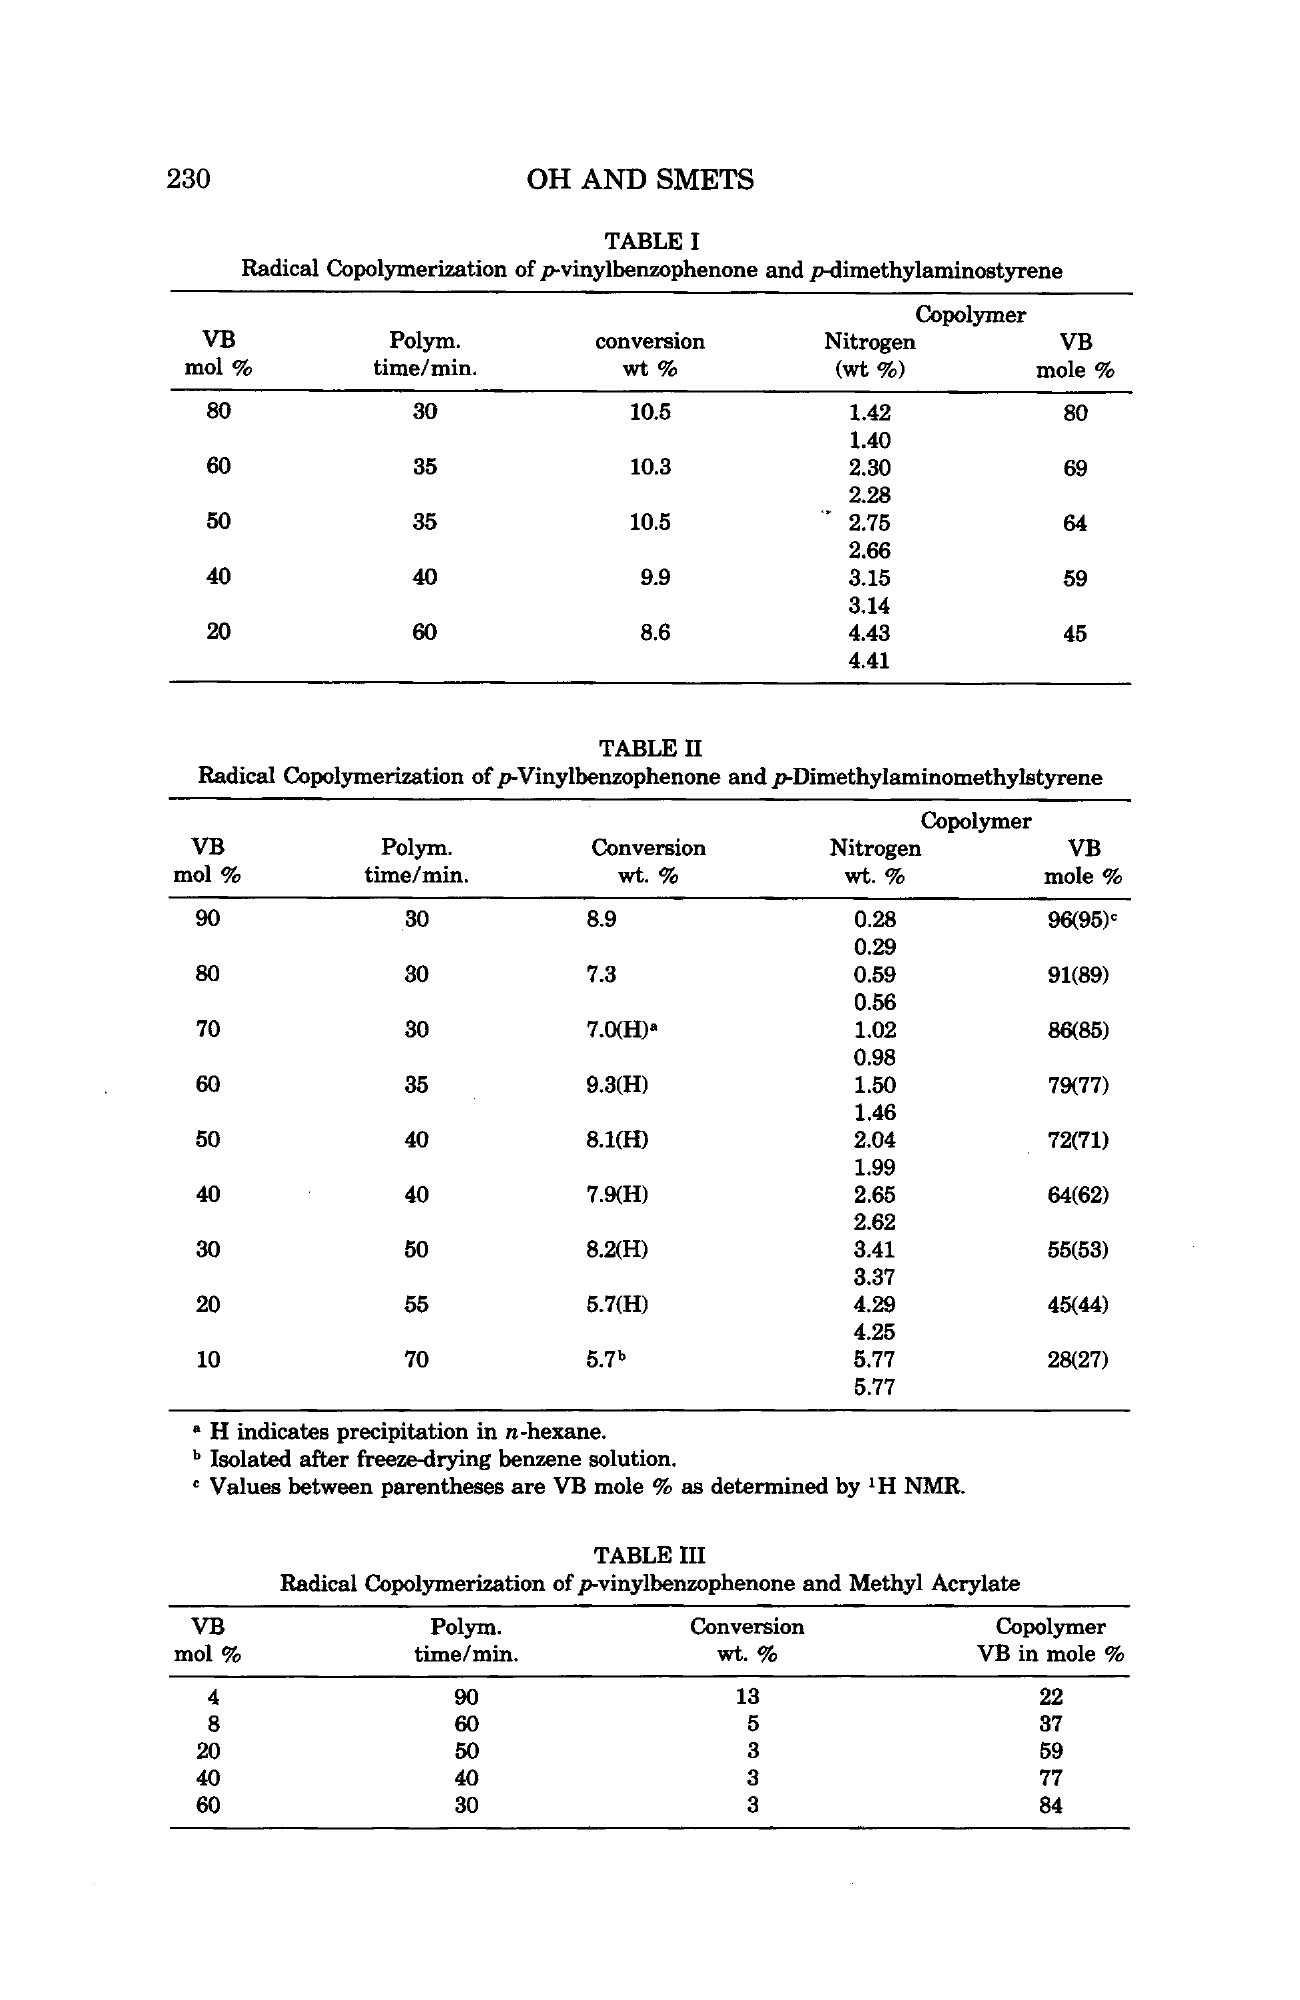 230 OH AND SMETS
TABLE I
Radical Copolymerization of p-vinylbenzophenone and p-dimethylaminostyrene
Copolymer
VB Polym. conversion Nitrogen VB
mol % time/min. wt % (wt %) mole %
80 30 10.5 1.42 80
1.40
60 35 10.3 2.30 69
2.28
50 35 10.5 2.75 64
2.66
40 40 9.9 3.15 59
3.14
20 60 8.6 4.43 45
4.41
TABLE II
Radical Copolymerization of p-Vinylbenzophenone and p-Dimethylaminomethylstyrene
Copolymer
VB Polym. Conversion Nitrogen VB
mol % time/min. wt. % wt. % mole %
90 30 8.9 0.28 96(95)ᶜ
0.29
80 30 7.3 0.59 91(89)
0.56
70 30 7.0(H)ᵃ 1.02 86(85)
0.98
60 35 9.3(H) 1.50 79(77)
1.46
50 40 8.1(H) 2.04 72(71)
1.99
40 40 7.9(H) 2.65 64(62)
2.62
30 50 8.2(H) 3.41 55(53)
3.37
20 55 5.7(H) 4.29 45(44)
4.25
10 70 5.7ᵇ 5.77 28(27)
5.77
ᵃ H indicates precipitation in n-hexane.
ᵇ Isolated after freeze-drying benzene solution.
ᶜ Values between parentheses are VB mole % as determined by ¹H NMR.
TABLE III
Radical Copolymerization of p-vinylbenzophenone and Methyl Acrylate
VB Polym. Conversion Copolymer
mol % time/min. wt. % VB in mole %
4 90 13 22
8 60 5 37
20 50 3 59
40 40 3 77
60 30 3 84